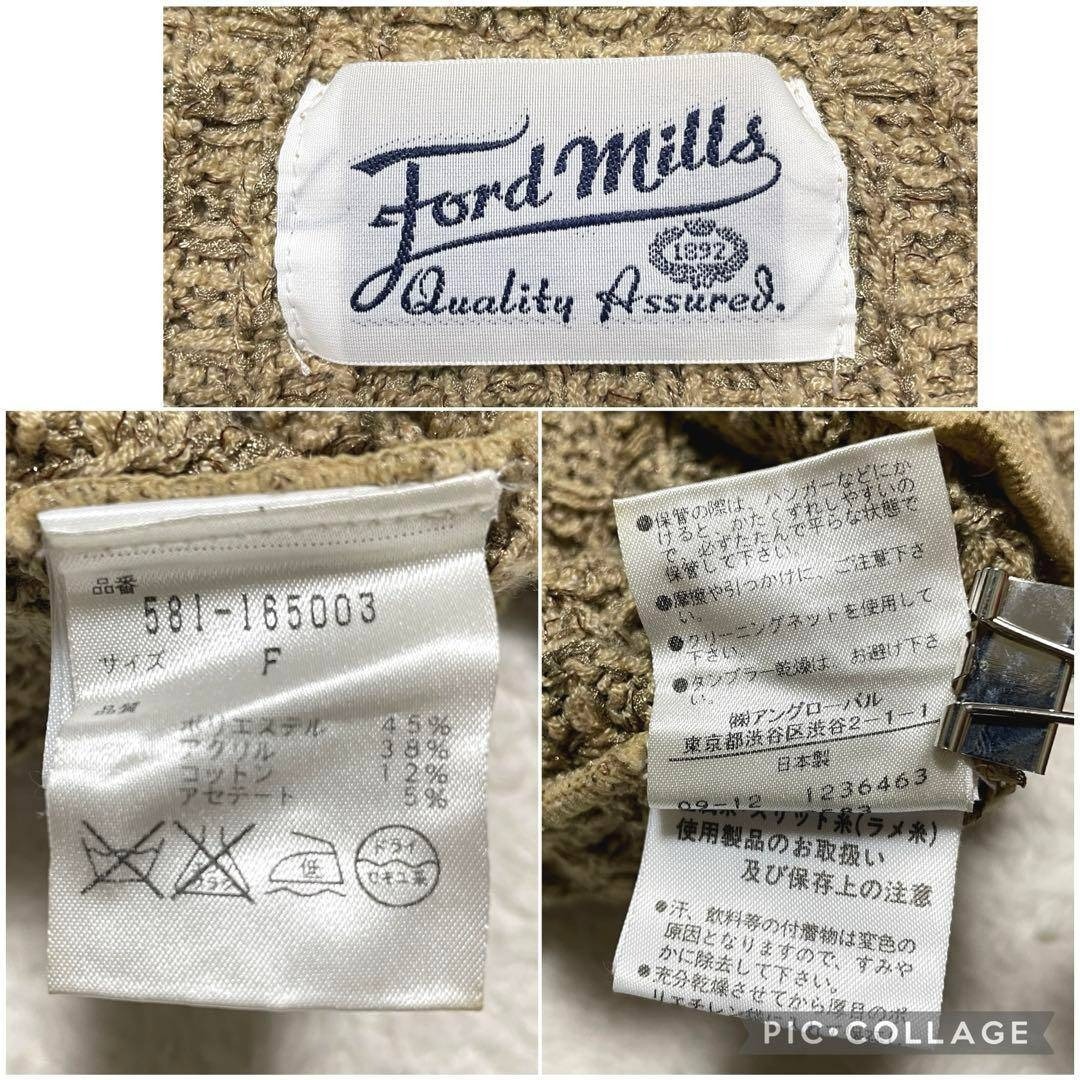 Ford Mills
1892
Quality Assured.
品番
581-165003
サイズ F
品質
ポリエステル 45%
アクリル 38%
コットン 12%
アセテート 5%
低
ドライ
セキユ系
●保管の際は、ハンガーなどにか
けると、かたくずれしやすいの
で、必ずたたんで平らな状態で
保管して下さい。
●摩擦や引っかけに、ご注意下さ
い。
●クリーニングネットを使用して
下さい。
●タンブラー乾燥は、お避け下さ
い。
㈱アングローバル
東京都渋谷区渋谷2-1-1
日本製
09-12 1236463
スリット糸(ラメ糸)
使用製品のお取扱い
及び保存上の注意
●汗、飲料等の付着物は変色の
原因となりますので、すみや
かに除去して下さい。
●充分乾燥させてから
PIC•COLLAGE